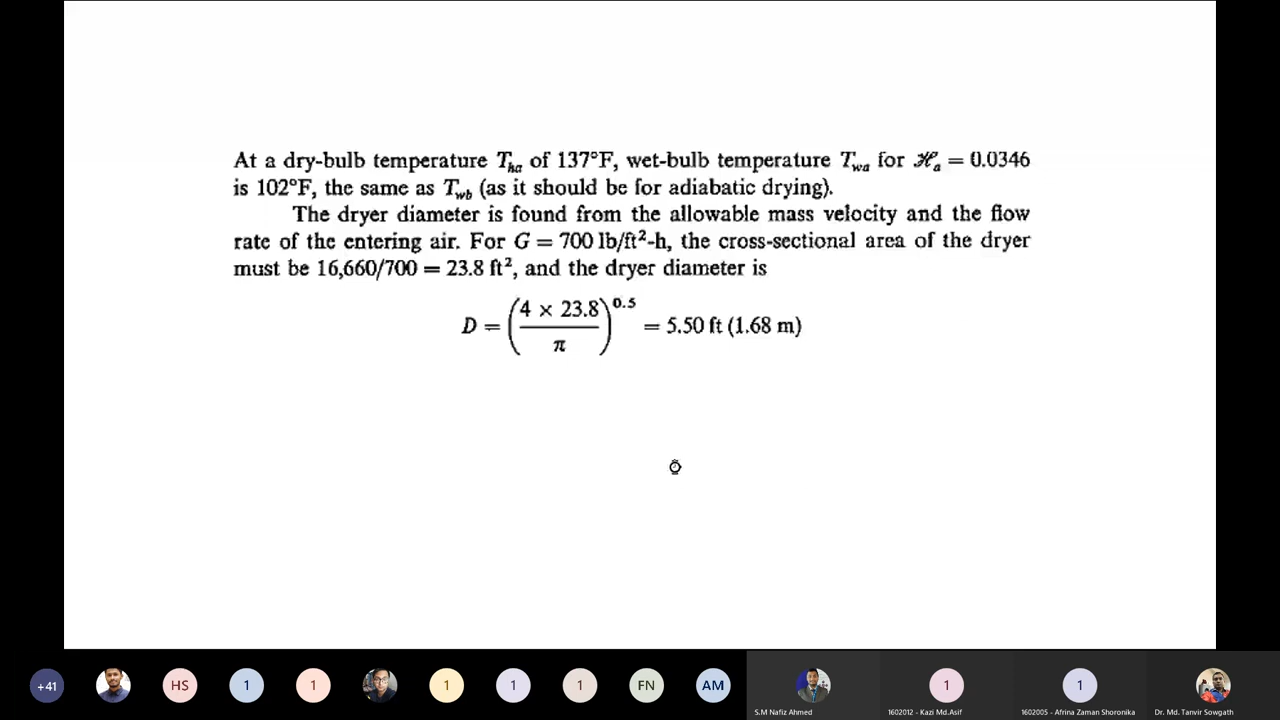 At a dry-bulb temperature Tₕₐ of 137°F, wet-bulb temperature T_wa for ℋₐ = 0.0346
is 102°F, the same as T_wb (as it should be for adiabatic drying).
The dryer diameter is found from the allowable mass velocity and the flow
rate of the entering air. For G = 700 lb/ft²-h, the cross-sectional area of the dryer
must be 16,660/700 = 23.8 ft², and the dryer diameter is
D = (4 × 23.8 / π)^0.5 = 5.50 ft (1.68 m)
+41 HS 1 1 1 1 1 FN AM 1 1
S.M Nafiz Ahmed 1602012 - Kazi Md.Asif 1602005 - Afrina Zaman Shoronika Dr. Md. Tanvir Sowgath